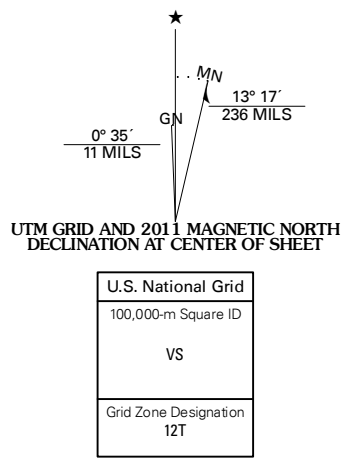 MN
GN
13° 17´
236 MILS
0° 35´
11 MILS
UTM GRID AND 2011 MAGNETIC NORTH
DECLINATION AT CENTER OF SHEET
U.S. National Grid
100,000-m Square ID
VS
Grid Zone Designation
12T